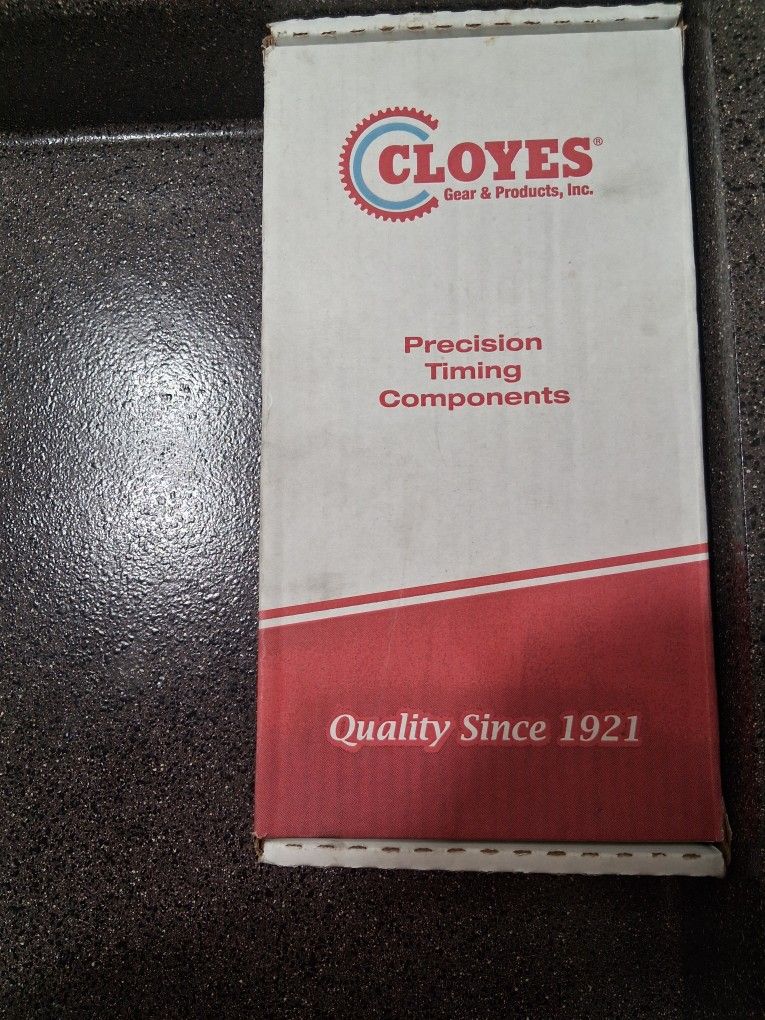 CLOYES®
Gear & Products, Inc.
Precision
Timing
Components
Quality Since 1921